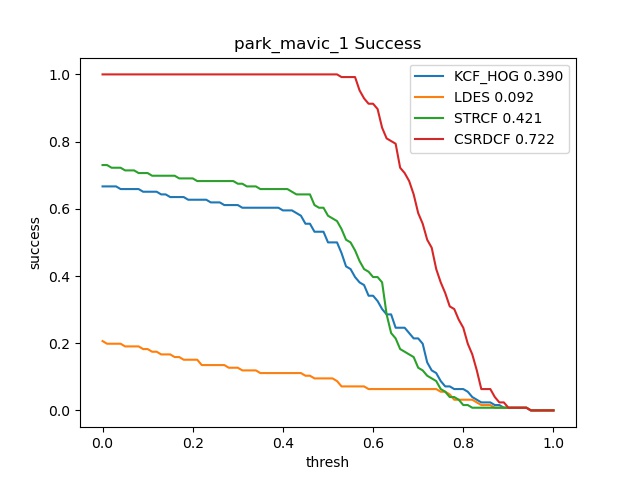 park_mavic_1 Success
KCF_HOG 0.390
LDES 0.092
STRCF 0.421
CSRDCF 0.722
success
1.0
0.8
0.6
0.4
0.2
0.0
0.0 0.2 0.4 0.6 0.8 1.0
thresh